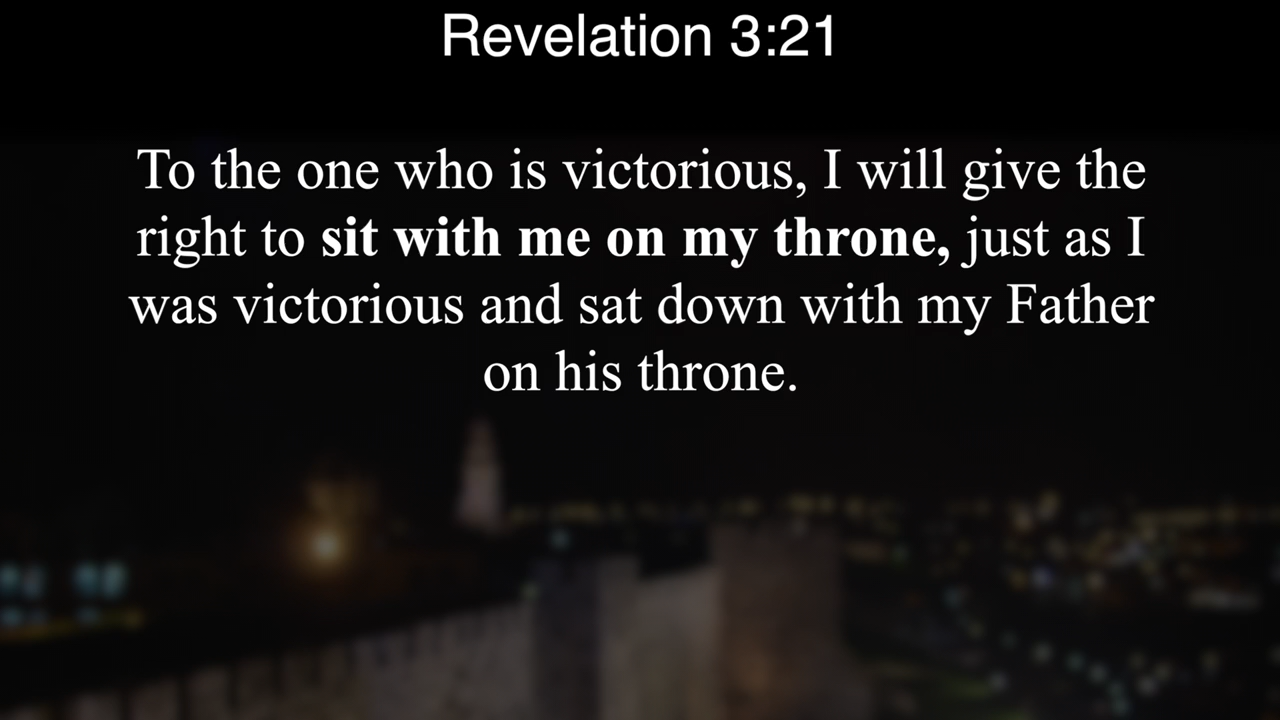 Revelation 3:21
To the one who is victorious, I will give the
right to sit with me on my throne, just as I
was victorious and sat down with my Father
on his throne.